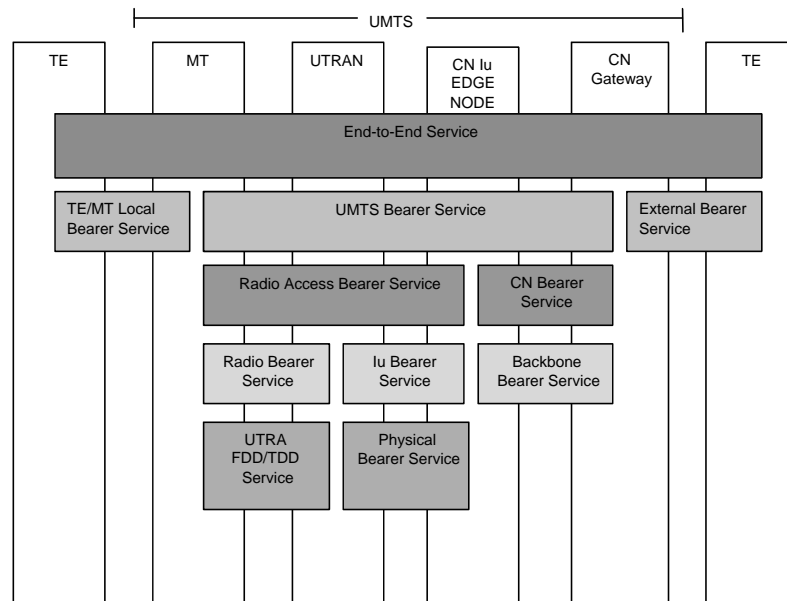 UMTS
TE
MT
UTRAN
CN Iu
EDGE
NODE
CN
Gateway
TE
End-to-End Service
TE/MT Local
Bearer Service
UMTS Bearer Service
External Bearer
Service
Radio Access Bearer Service
CN Bearer
Service
Radio Bearer
Service
Iu Bearer
Service
Backbone
Bearer Service
UTRA
FDD/TDD
Service
Physical
Bearer Service